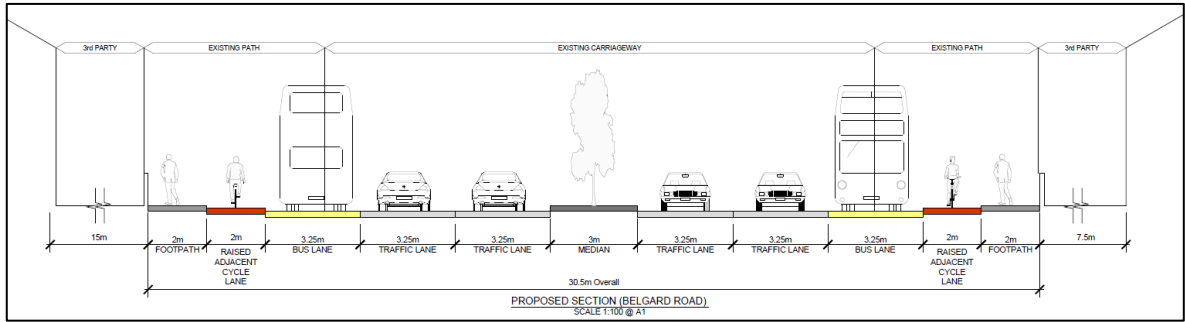 3rd PARTY
EXISTING PATH
EXISTING CARRIAGEWAY
EXISTING PATH
3rd PARTY
15m
2m
FOOTPATH
2m
RAISED
ADJACENT
CYCLE
LANE
3.25m
BUS LANE
3.25m
TRAFFIC LANE
3.25m
TRAFFIC LANE
3m
MEDIAN
3.25m
TRAFFIC LANE
3.25m
TRAFFIC LANE
3.25m
BUS LANE
2m
RAISED
ADJACENT
CYCLE
LANE
2m
FOOTPATH
7.5m
30.5m Overall
PROPOSED SECTION (BELGARD ROAD)
SCALE 1:100 @ A1